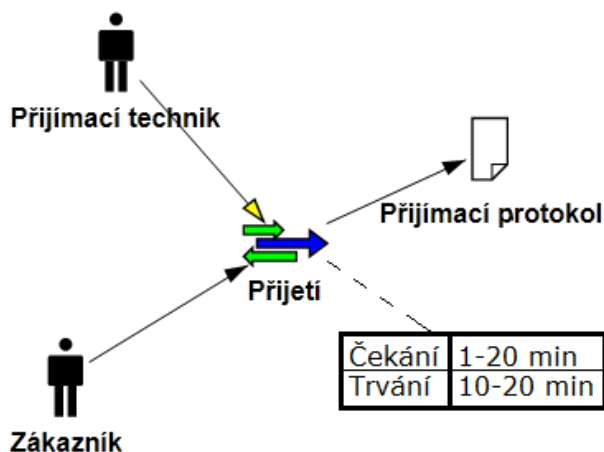 Přijímací technik
Přijímací protokol
Přijetí
Čekání 1-20 min
Trvání 10-20 min
Zákazník